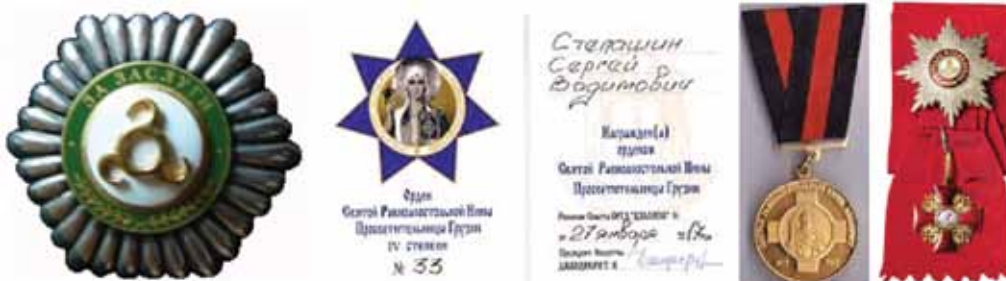 ЗА ЗАСЛУГИ
Орден
Святой Равноапостольной Нины
Просветительницы Грузии
IV степени
№ 33
Степашин
Сергей
Вадимович
Награжден(а)
орденом
Святой Равноапостольной Нины
Просветительницы Грузии
27 января